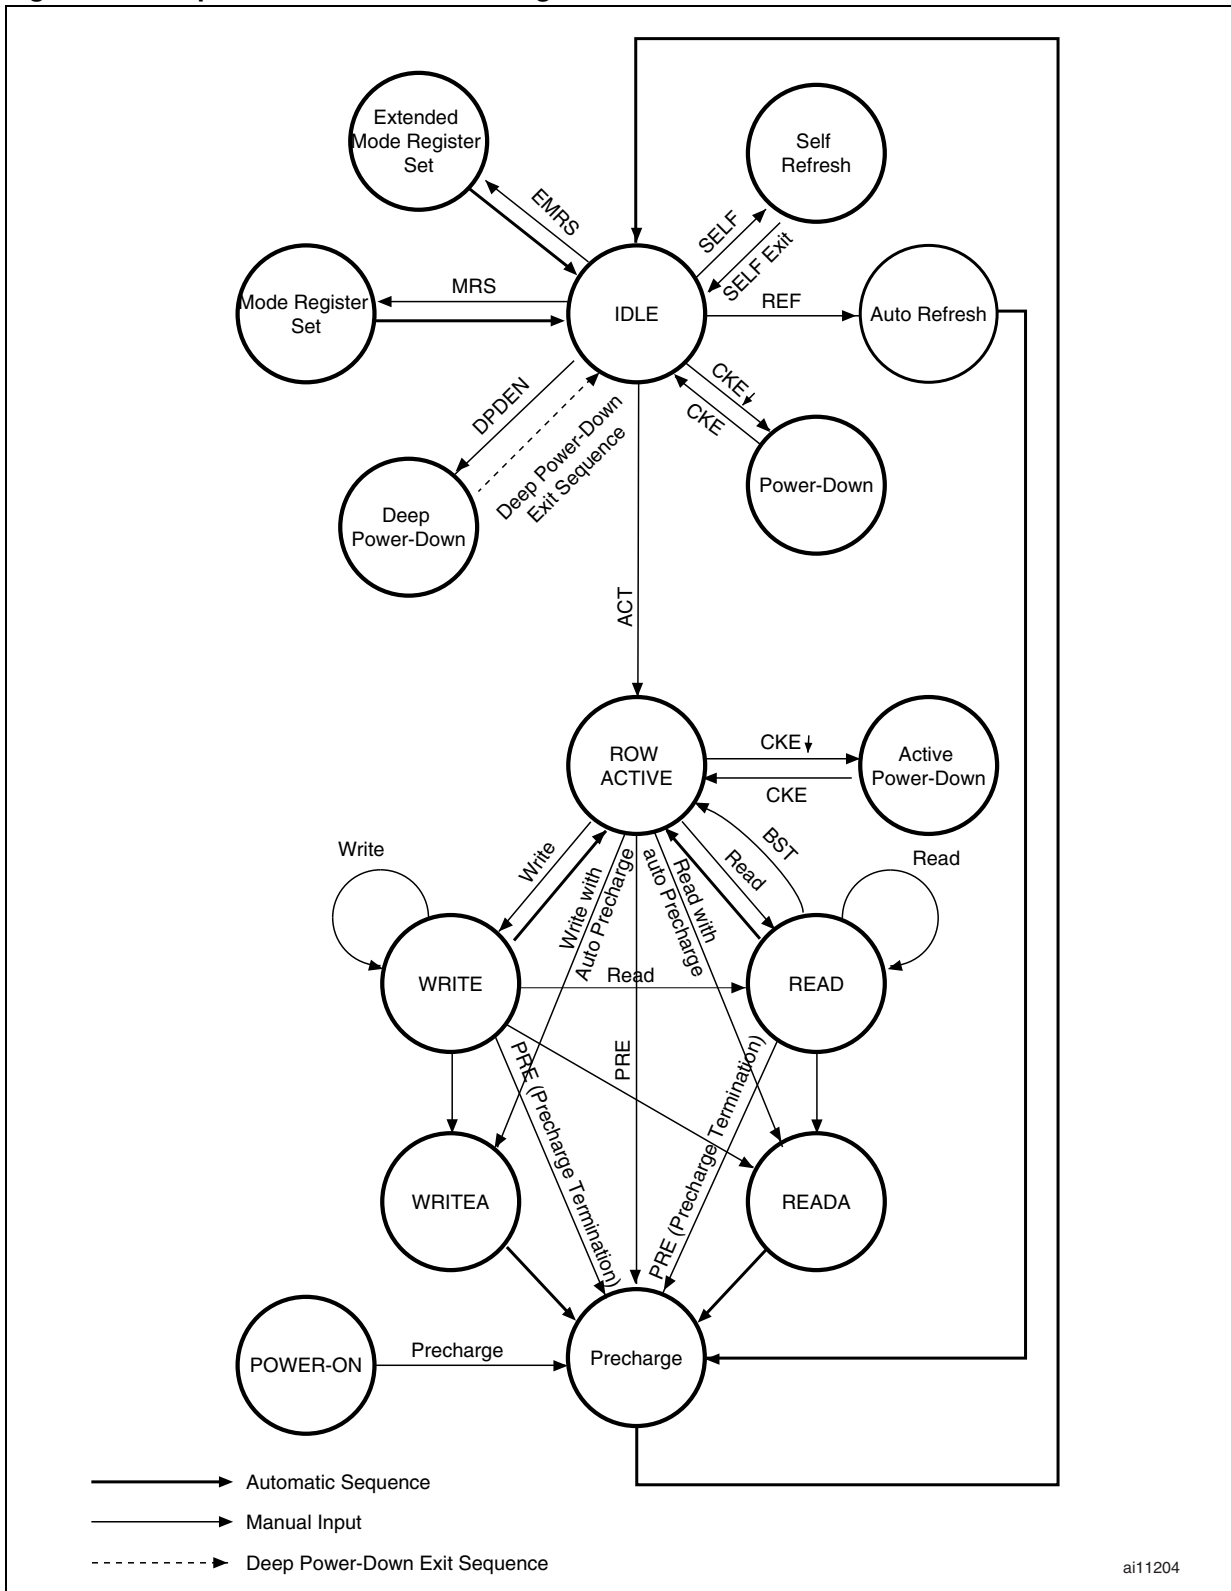 Extended
Mode Register
Set
Self
Refresh
EMRS
SELF
SELF Exit
Mode Register
Set
MRS
IDLE
REF
Auto Refresh
DPDEN
Deep Power-Down
Exit Sequence
CKE
CKE
Deep
Power-Down
Power-Down
ACT
ROW
ACTIVE
CKE
CKE
Active
Power-Down
Write
Write
Write with
Auto Precharge
Read with
auto Precharge
Read
BST
Read
WRITE
Read
READ
PRE (Precharge Termination)
PRE
PRE (Precharge Termination)
WRITEA
READA
POWER-ON
Precharge
Precharge
Automatic Sequence
Manual Input
Deep Power-Down Exit Sequence
ai11204